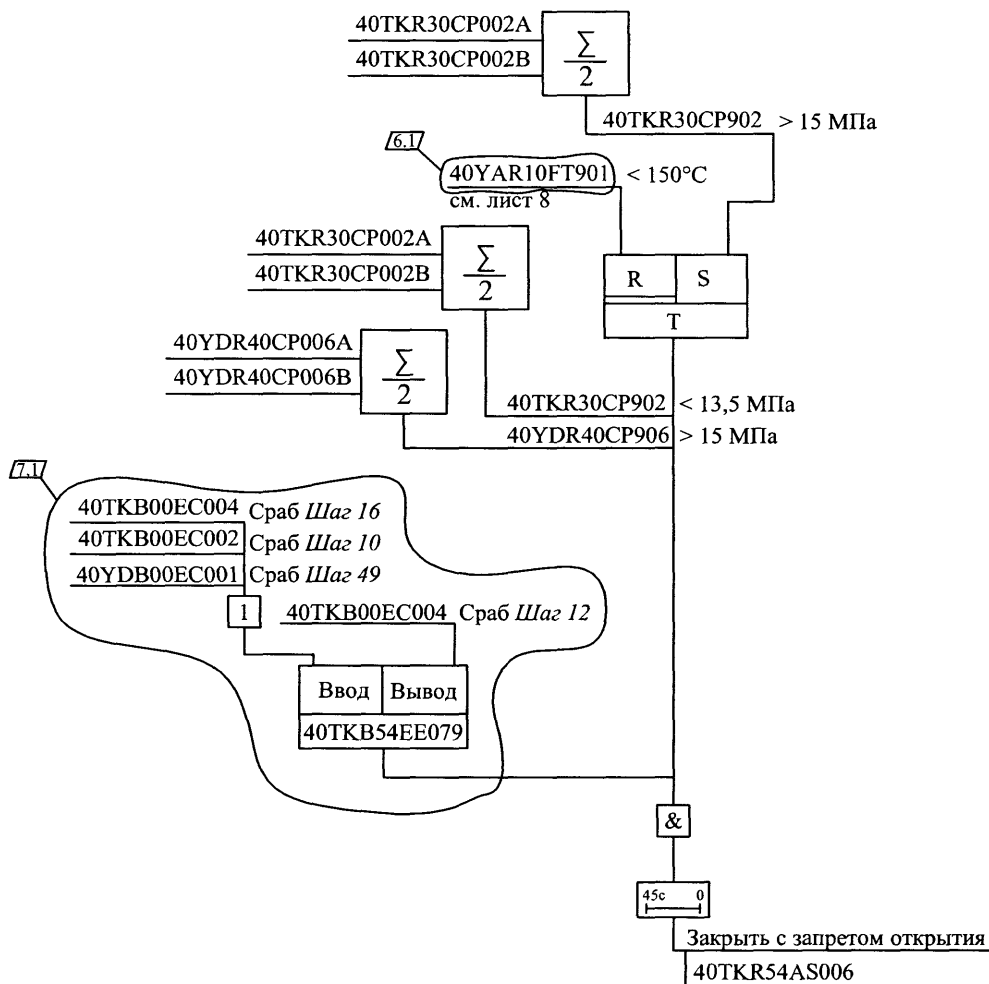 40TKR30CP002A
40TKR30CP002B
Σ
2
40TKR30CP902 > 15 МПа
6.1
40YAR10FT901 < 150°C
см. лист 8
40TKR30CP002A
40TKR30CP002B
Σ
2
R S
T
40YDR40CP006A
40YDR40CP006B
Σ
2
40TKR30CP902 < 13,5 МПа
40YDR40CP906 > 15 МПа
7.1
40TKB00EC004 Сраб Шаг 16
40TKB00EC002 Сраб Шаг 10
40YDB00EC001 Сраб Шаг 49
1
40TKB00EC004 Сраб Шаг 12
Ввод Вывод
40TKB54EE079
&
45с 0
Закрыть с запретом открытия
40TKR54AS006